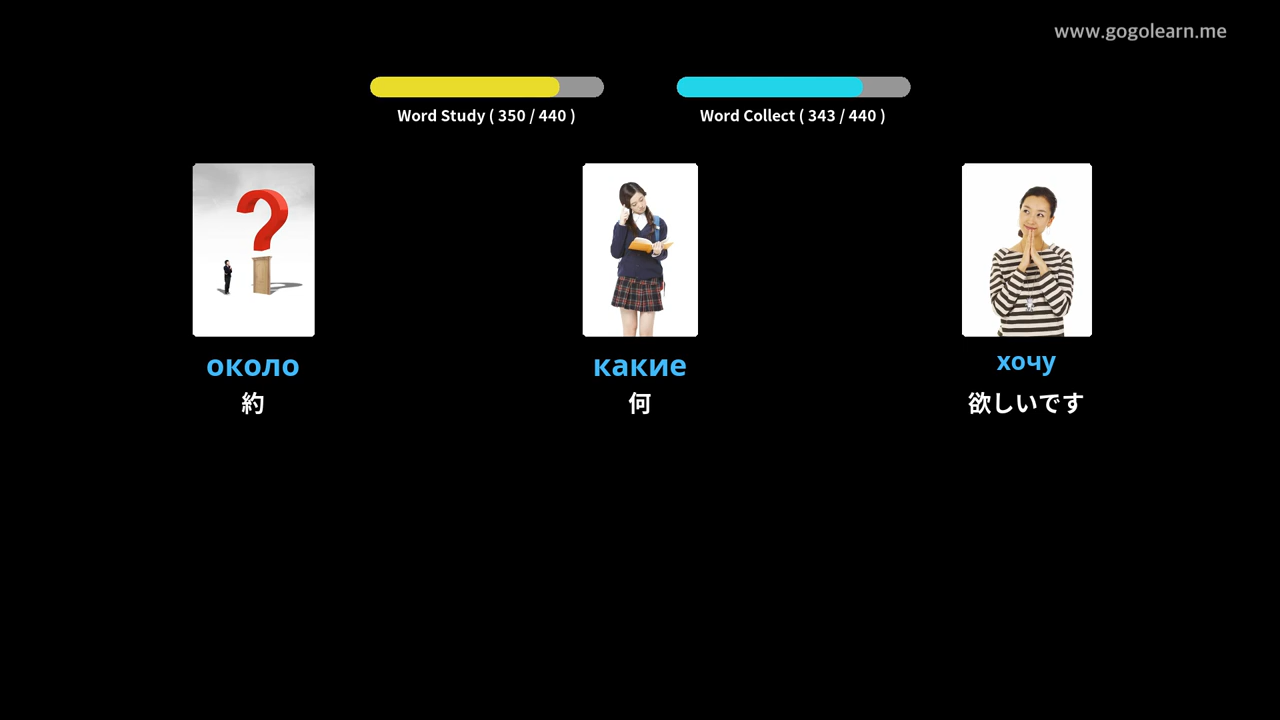 www.gogolearn.me
Word Study ( 350 / 440 )
Word Collect ( 343 / 440 )
около
какие
хочу
約
何
欲しいです